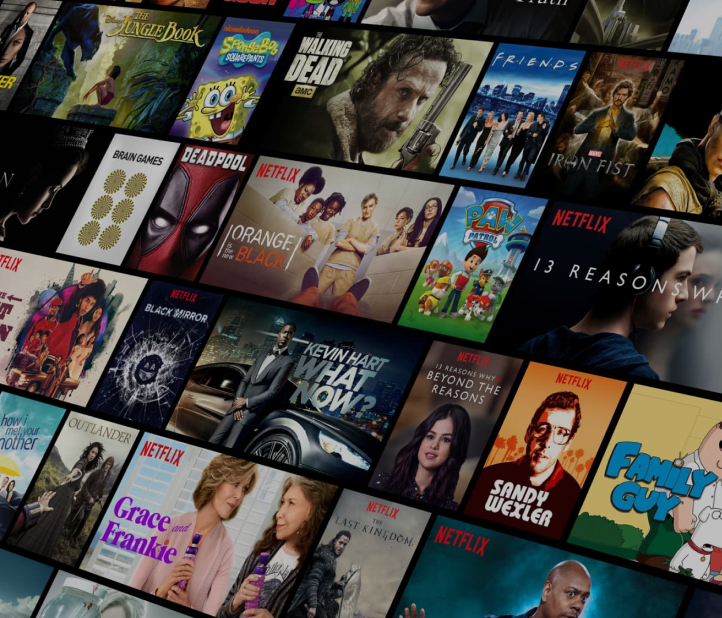 THE
JUNGLE BOOK
nickelodeon
SPONGEBOB
SQUAREPANTS
THE
WALKING
DEAD
amc
F·R·I·E·N·D·S
NETFLIX
MARVEL
IRON FIST
BRAIN GAMES
DEADPOOL
NETFLIX
ORANGE
is the new
BLACK
PAW
PATROL
NETFLIX
13 REASONS W
NETFLIX
BLACK MIRROR
KEVIN HART
WHAT
NOW?
NETFLIX
13 REASONS WHY
BEYOND THE
REASONS
NETFLIX
SANDY
WEXLER
FAMILY
GUY
how i
met your
mother
OUTLANDER
NETFLIX
Grace and
Frankie
NETFLIX
THE
LAST KINGDOM
NETFLIX